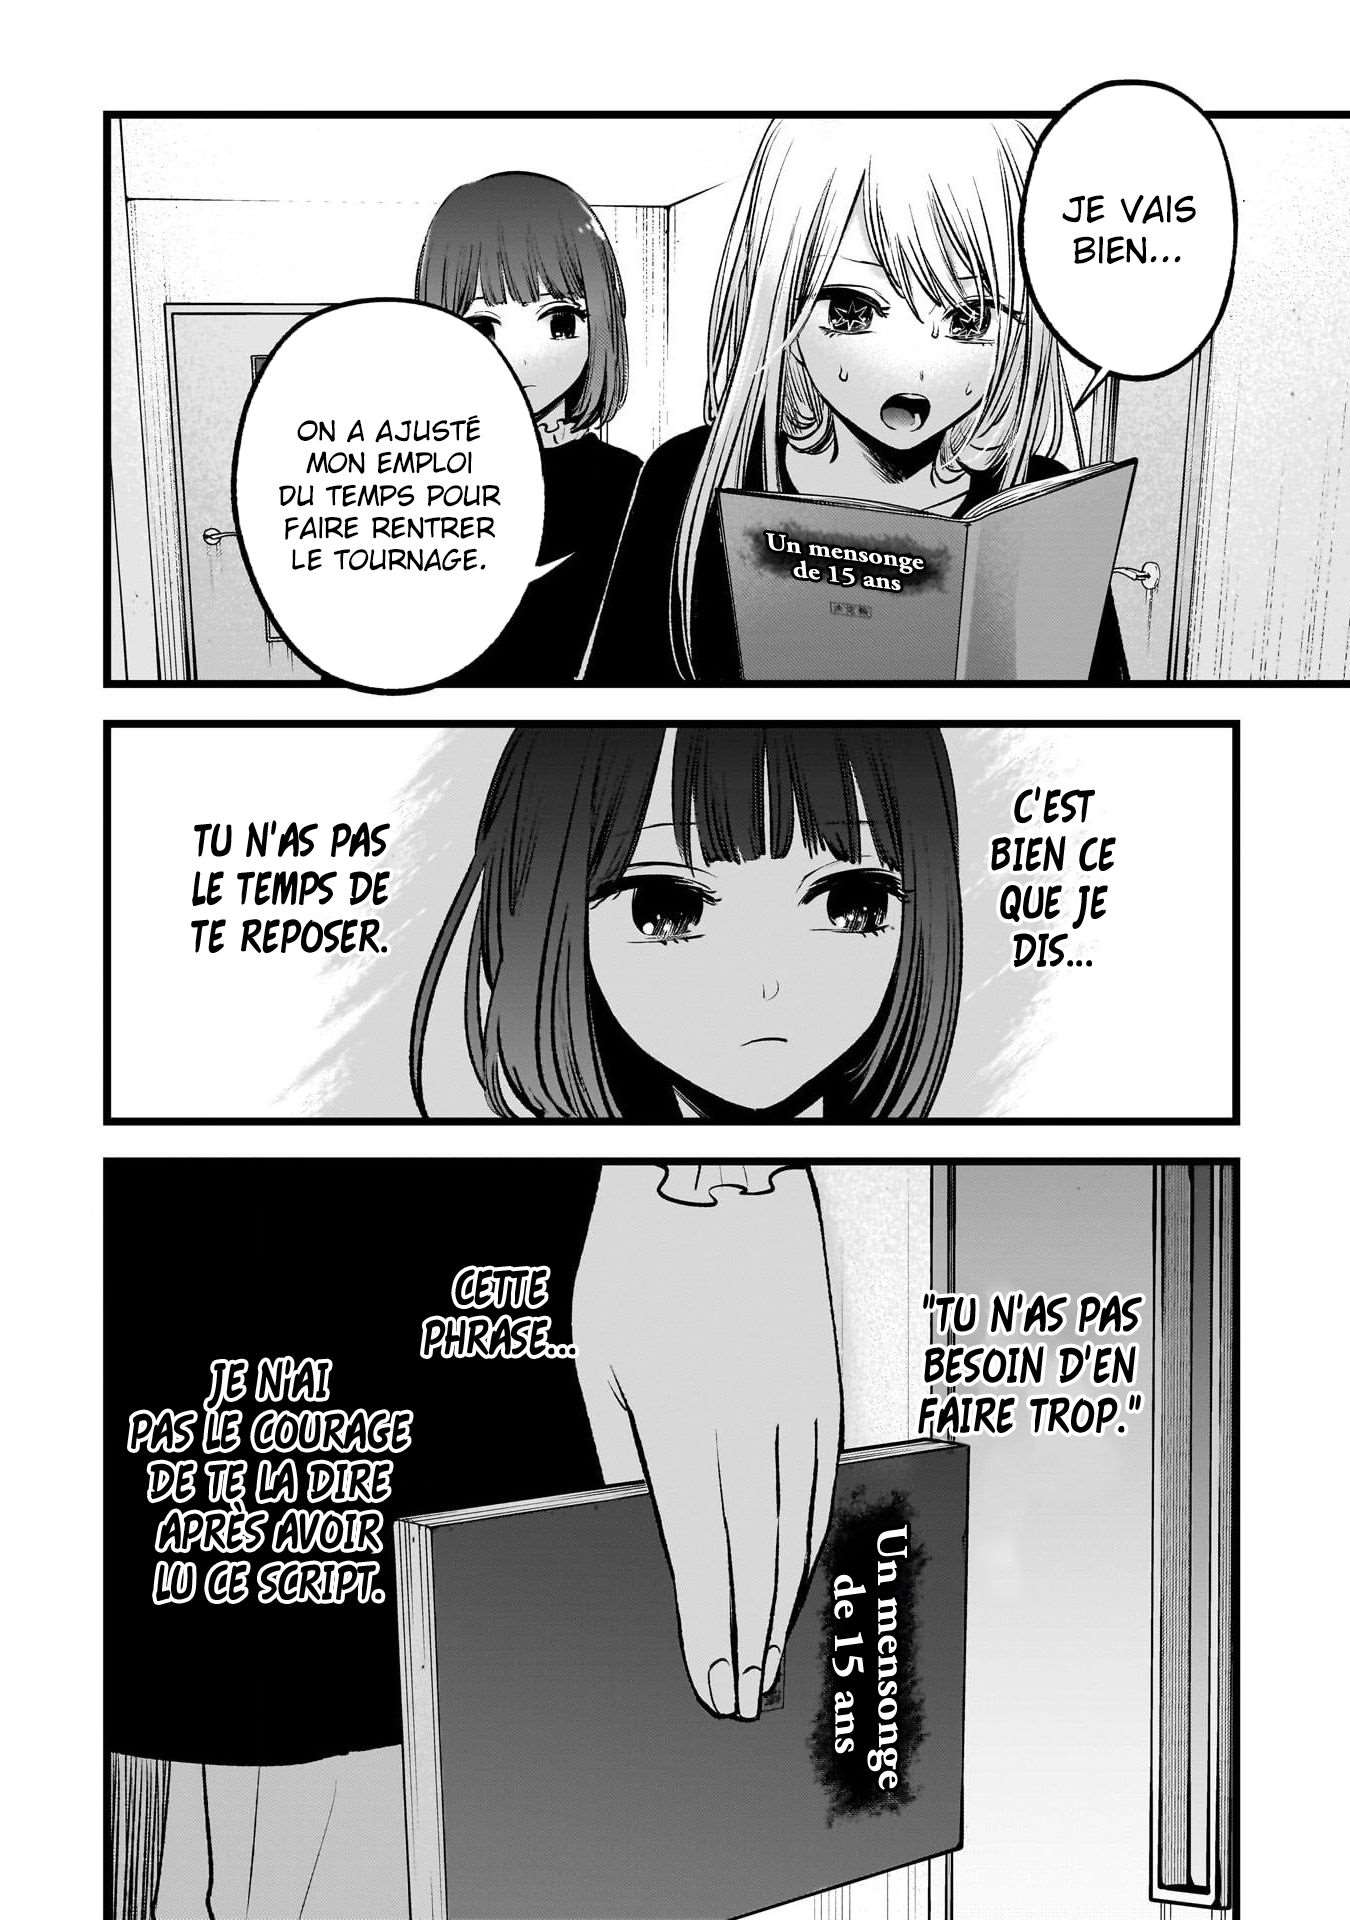 JE VAIS
BIEN...
ON A AJUSTÉ
MON EMPLOI
DU TEMPS POUR
FAIRE RENTRER
LE TOURNAGE.
Un mensonge
de 15 ans
C'EST
BIEN CE
QUE JE
DIS...
TU N'AS PAS
LE TEMPS DE
TE REPOSER.
"TU N'AS PAS
BESOIN D'EN
FAIRE TROP."
CETTE
PHRASE...
JE N'AI
PAS LE COURAGE
DE TE LA DIRE
APRÈS AVOIR
LU CE SCRIPT.
Un mensonge
de 15 ans